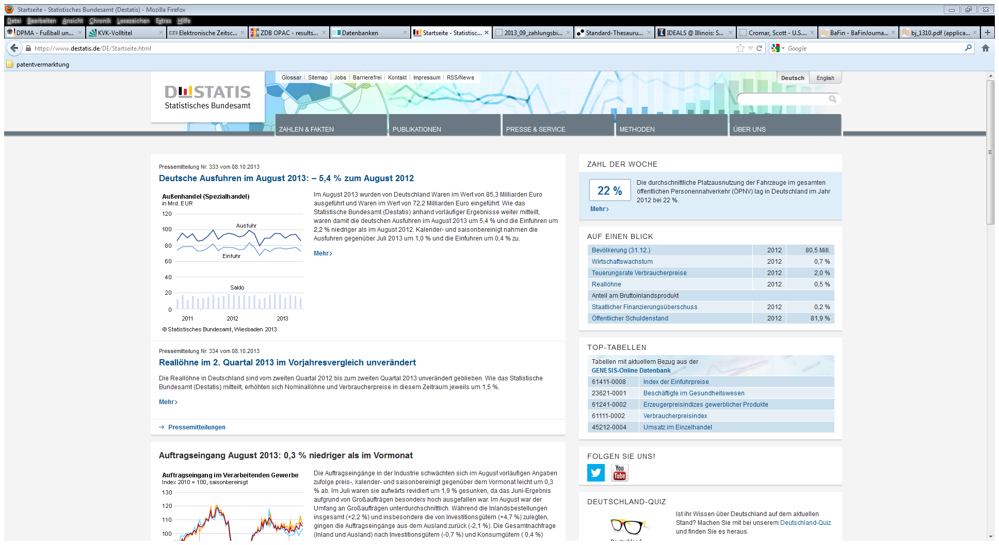 Startseite - Statistisches Bundesamt (Destatis) - Mozilla Firefox
Datei Bearbeiten Ansicht Chronik Lesezeichen Extras Hilfe
DPMA - Fußball un... KVK-Volltitel Elektronische Zeitsc... ZDB OPAC - results... Datenbanken Startseite - Statistisc... 2013_09_zahlungsbi... Standard-Thesauru... IDEALS @ Illinois: S... Cromar, Scott - U.S.... BaFin - BaFinJourna... bj_1310.pdf (applica...
https://www.destatis.de/DE/Startseite.html
Google
patentvermarktung
Glossar Sitemap Jobs Barrierefrei Kontakt Impressum RSS/News
Deutsch English
DESTATIS
Statistisches Bundesamt
ZAHLEN & FAKTEN PUBLIKATIONEN PRESSE & SERVICE METHODEN ÜBER UNS
Pressemitteilung Nr. 333 vom 08.10.2013
Deutsche Ausfuhren im August 2013: – 5,4 % zum August 2012
Außenhandel (Spezialhandel)
in Mrd. EUR
120
100
Ausfuhr
80
Einfuhr
60
40
Saldo
20
0
2011 2012 2013
© Statistisches Bundesamt, Wiesbaden 2013
Im August 2013 wurden von Deutschland Waren im Wert von 85,3 Milliarden Euro
ausgeführt und Waren im Wert von 72,2 Milliarden Euro eingeführt. Wie das
Statistische Bundesamt (Destatis) anhand vorläufiger Ergebnisse weiter mitteilt,
waren damit die deutschen Ausfuhren im August 2013 um 5,4 % und die Einfuhren um
2,2 % niedriger als im August 2012. Kalender- und saisonbereinigt nahmen die
Ausfuhren gegenüber Juli 2013 um 1,0 % und die Einfuhren um 0,4 % zu.
Mehr
Pressemitteilung Nr. 334 vom 08.10.2013
Reallöhne im 2. Quartal 2013 im Vorjahresvergleich unverändert
Die Reallöhne in Deutschland sind vom zweiten Quartal 2012 bis zum zweiten Quartal 2013 unverändert geblieben. Wie das Statistische
Bundesamt (Destatis) mitteilt, erhöhten sich Nominallöhne und Verbraucherpreise in diesem Zeitraum jeweils um 1,5 %.
Mehr
Pressemitteilungen
Auftragseingang August 2013: 0,3 % niedriger als im Vormonat
Auftragseingang im Verarbeitenden Gewerbe
Index 2010 = 100, saisonbereinigt
130
120
110
100
Die Auftragseingänge in der Industrie schwächten sich im August vorläufigen Angaben
zufolge preis-, kalender- und saisonbereinigt gegenüber dem Vormonat leicht um 0,3
% ab. Im Juli waren sie aufwärts revidiert um 1,9 % gesunken, da das Juni-Ergebnis
aufgrund von Großaufträgen besonders hoch ausgefallen war. Im August war der
Umfang an Großaufträgen unterdurchschnittlich. Während die Inlandsbestellungen
insgesamt (+2,2 %) und insbesondere die von Investitionsgütern (+4,7 %) zulegten,
gingen die Auftragseingänge aus dem Ausland zurück (-2,1 %). Die Gesamtnachfrage
(Inland und Ausland) nach Investitionsgütern (-0,7 %) und Konsumgütern ( 0,4 %)
ZAHL DER WOCHE
22 %
Die durchschnittliche Platzausnutzung der Fahrzeuge im gesamten
öffentlichen Personennahverkehr (ÖPNV) lag in Deutschland im Jahr
2012 bei 22 %.
Mehr
AUF EINEN BLICK
Bevölkerung (31.12.) 2012 80,5 Mill.
Wirtschaftswachstum 2012 0,7 %
Teuerungsrate Verbraucherpreise 2012 2,0 %
Reallöhne 2012 0,5 %
Anteil am Bruttoinlandsprodukt
Staatlicher Finanzierungsüberschuss 2012 0,2 %
Öffentlicher Schuldenstand 2012 81,9 %
TOP-TABELLEN
Tabellen mit aktuellem Bezug aus der
GENESIS-Online Datenbank
61411-0008 Index der Einfuhrpreise
23621-0001 Beschäftigte im Gesundheitswesen
61241-0002 Erzeugerpreisindizes gewerblicher Produkte
61111-0002 Verbraucherpreisindex
45212-0004 Umsatz im Einzelhandel
FOLGEN SIE UNS!
You Tube
DEUTSCHLAND-QUIZ
Ist ihr Wissen über Deutschland auf dem aktuellen
Stand? Machen Sie mit bei unserem Deutschland-Quiz
und finden Sie es heraus.